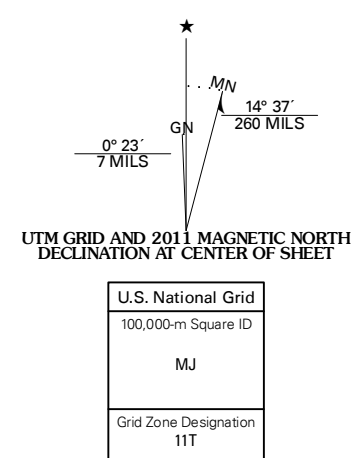 MN
14° 37´
260 MILS
GN
0° 23´
7 MILS
UTM GRID AND 2011 MAGNETIC NORTH
DECLINATION AT CENTER OF SHEET
U.S. National Grid
100,000-m Square ID
MJ
Grid Zone Designation
11T